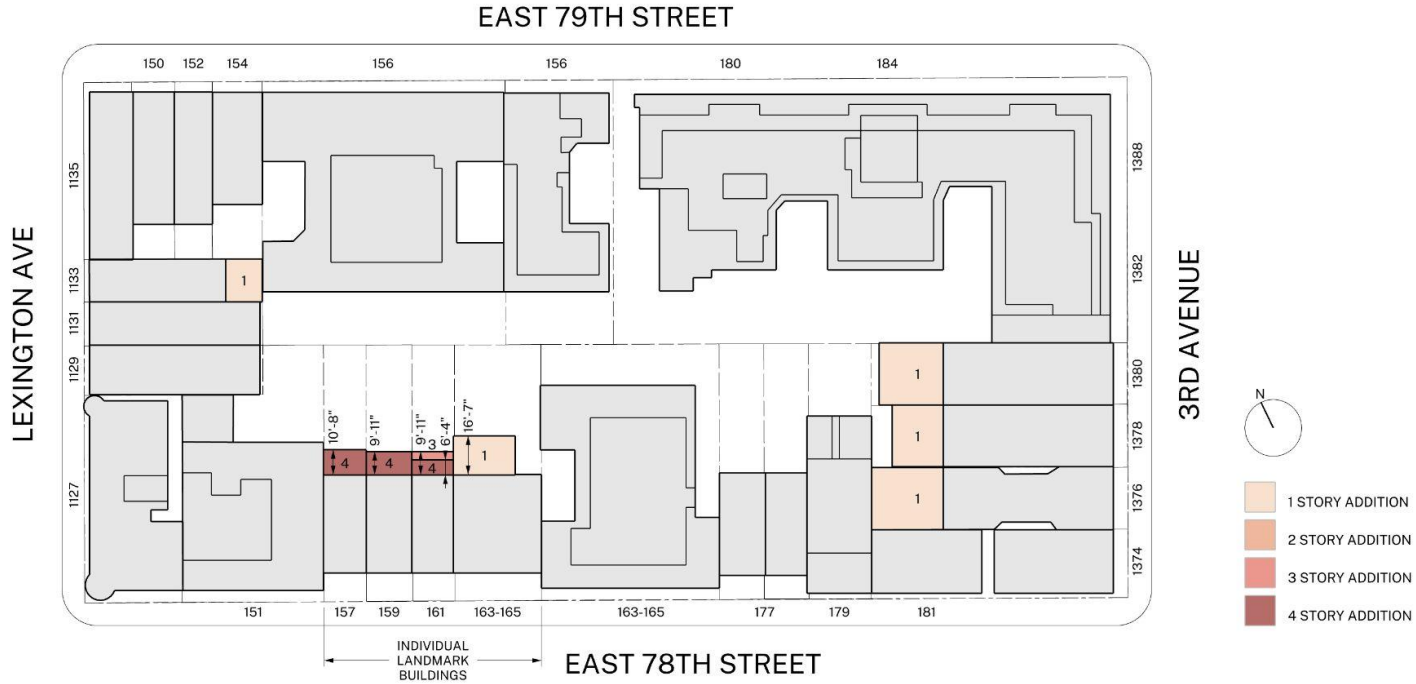 EAST 79TH STREET
150 152 154 156 156 180 184
LEXINGTON AVE
1135
1133
1131
1129
1127
1388
1382
1380
1378
1376
1374
3RD AVENUE
1
1
1
1
10'-8"
9'-11"
9'-11"
6'-4"
16'-7"
4
4
3
4
1
151 157 159 161 163-165 163-165 177 179 181
INDIVIDUAL
LANDMARK
BUILDINGS
EAST 78TH STREET
N
1 STORY ADDITION
2 STORY ADDITION
3 STORY ADDITION
4 STORY ADDITION